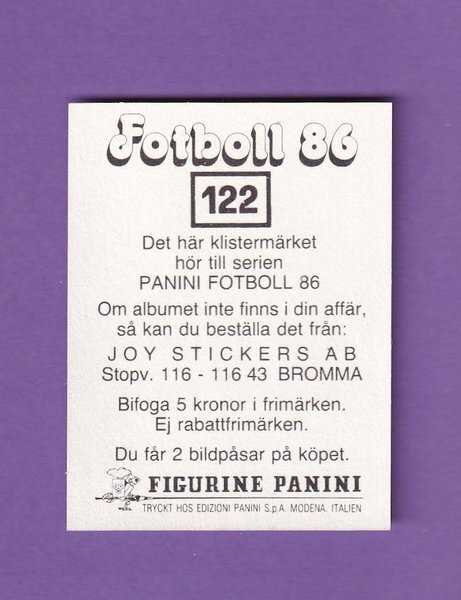 Fotboll 86
122
Det här klistermärket
hör till serien
PANINI FOTBOLL 86
Om albumet inte finns i din affär,
så kan du beställa det från:
JOY STICKERS AB
Stopv. 116 - 116 43 BROMMA
Bifoga 5 kronor i frimärken.
Ej rabattfrimärken.
Du får 2 bildpåsar på köpet.
FIGURINE PANINI
TRYCKT HOS EDIZIONI PANINI S.p.A. MODENA. ITALIEN